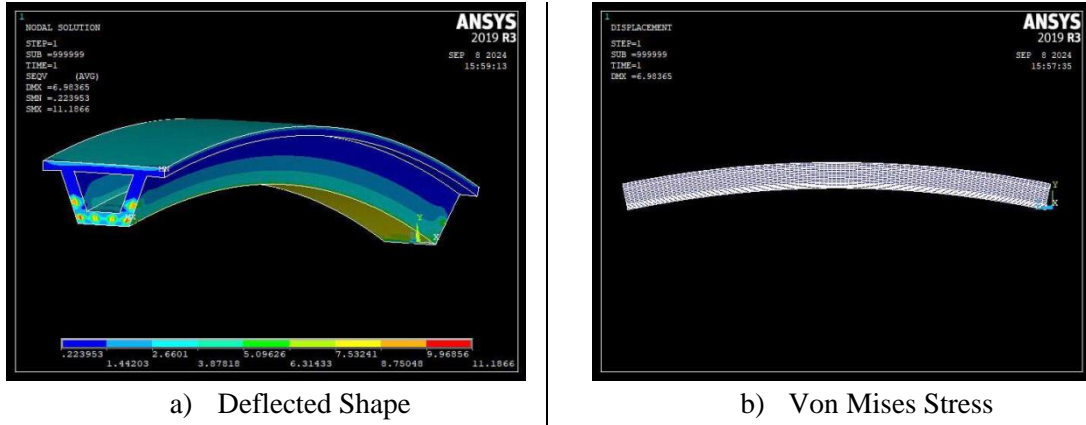 1
NODAL SOLUTION
STEP=1
SUB =999999
TIME=1
SEQV (AVG)
DMX =6.98365
SMN =.223953
SMX =11.1866
ANSYS
2019 R3
SEP 8 2024
15:59:13
MN
MX
Y
X
.223953 2.6601 5.09626 7.53241 9.96856
1.44203 3.87818 6.31433 8.75048 11.1866
a) Deflected Shape
1
DISPLACEMENT
STEP=1
SUB =999999
TIME=1
DMX =6.98365
ANSYS
2019 R3
SEP 8 2024
15:57:35
Y
X
b) Von Mises Stress